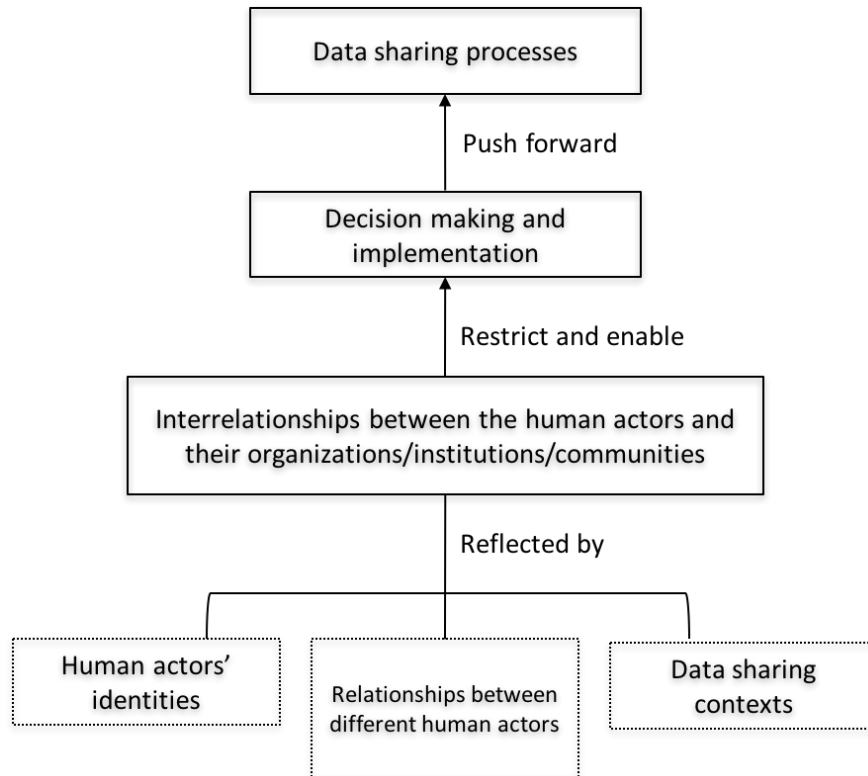 Data sharing processes
Push forward
Decision making and
implementation
Restrict and enable
Interrelationships between the human actors and
their organizations/institutions/communities
Reflected by
Human actors’
identities
Relationships between
different human actors
Data sharing
contexts